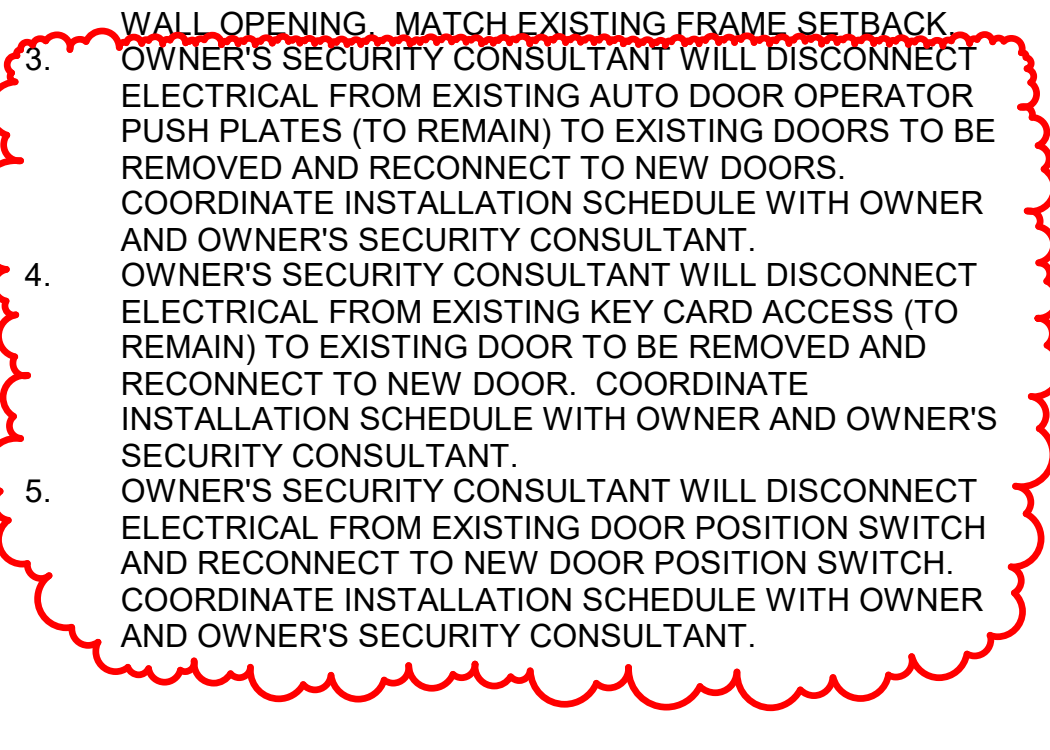 WALL OPENING. MATCH EXISTING FRAME SETBACK.
3. OWNER'S SECURITY CONSULTANT WILL DISCONNECT
ELECTRICAL FROM EXISTING AUTO DOOR OPERATOR
PUSH PLATES (TO REMAIN) TO EXISTING DOORS TO BE
REMOVED AND RECONNECT TO NEW DOORS.
COORDINATE INSTALLATION SCHEDULE WITH OWNER
AND OWNER'S SECURITY CONSULTANT.
4. OWNER'S SECURITY CONSULTANT WILL DISCONNECT
ELECTRICAL FROM EXISTING KEY CARD ACCESS (TO
REMAIN) TO EXISTING DOOR TO BE REMOVED AND
RECONNECT TO NEW DOOR. COORDINATE
INSTALLATION SCHEDULE WITH OWNER AND OWNER'S
SECURITY CONSULTANT.
5. OWNER'S SECURITY CONSULTANT WILL DISCONNECT
ELECTRICAL FROM EXISTING DOOR POSITION SWITCH
AND RECONNECT TO NEW DOOR POSITION SWITCH.
COORDINATE INSTALLATION SCHEDULE WITH OWNER
AND OWNER'S SECURITY CONSULTANT.